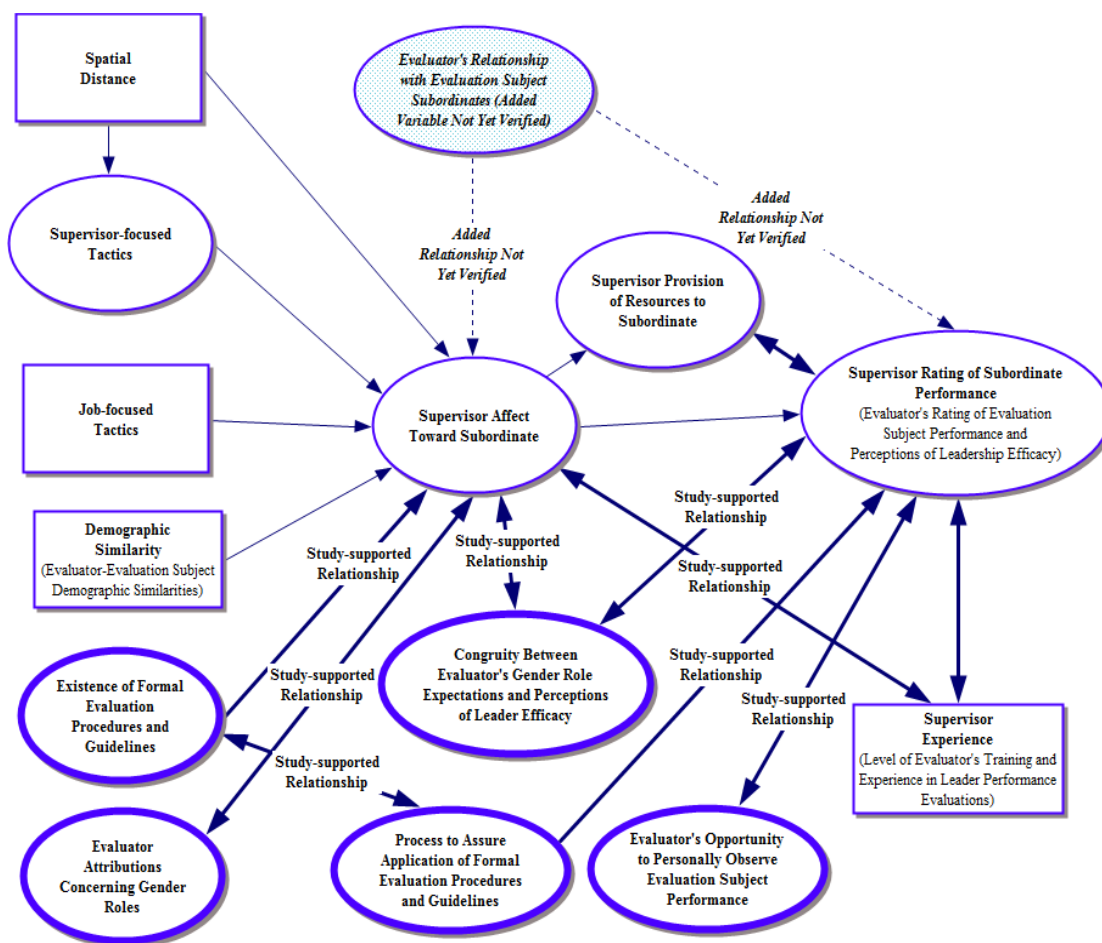 Spatial
Distance
Evaluator's Relationship
with Evaluation Subject
Subordinates (Added
Variable Not Yet Verified)
Supervisor-focused
Tactics
Added
Relationship Not
Yet Verified
Added
Relationship Not
Yet Verified
Supervisor Provision
of Resources to
Subordinate
Job-focused
Tactics
Supervisor Affect
Toward Subordinate
Supervisor Rating of Subordinate
Performance
(Evaluator's Rating of Evaluation
Subject Performance and
Perceptions of Leadership Efficacy)
Demographic
Similarity
(Evaluator-Evaluation Subject
Demographic Similarities)
Study-supported
Relationship
Study-supported
Relationship
Study-supported
Relationship
Study-supported
Relationship
Existence of Formal
Evaluation
Procedures and
Guidelines
Study-supported
Relationship
Congruity Between
Evaluator's Gender Role
Expectations and Perceptions
of Leader Efficacy
Study-supported
Relationship
Study-supported
Relationship
Supervisor
Experience
(Level of Evaluator's Training and
Experience in Leader Performance
Evaluations)
Study-supported
Relationship
Evaluator
Attributions
Concerning Gender
Roles
Process to Assure
Application of Formal
Evaluation Procedures
and Guidelines
Evaluator's Opportunity
to Personally Observe
Evaluation Subject
Performance